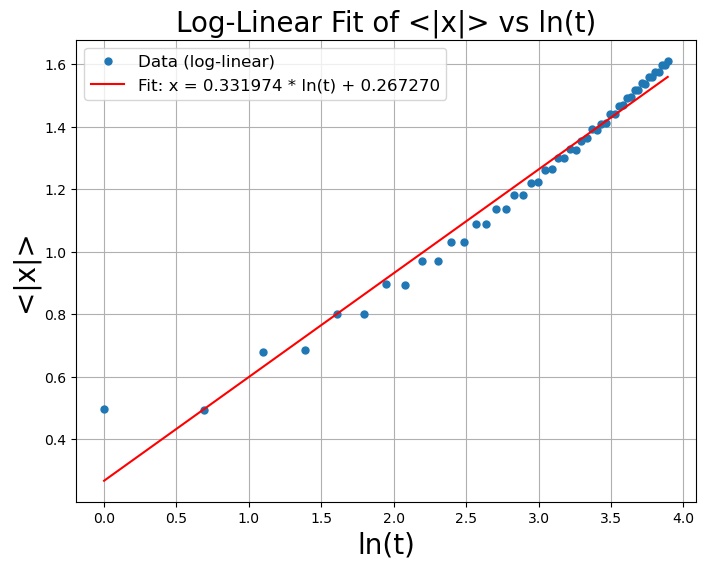 Log-Linear Fit of <|x|> vs ln(t)
Data (log-linear)
Fit: x = 0.331974 * ln(t) + 0.267270
<|x|>
1.6
1.4
1.2
1.0
0.8
0.6
0.4
0.0 0.5 1.0 1.5 2.0 2.5 3.0 3.5 4.0
ln(t)